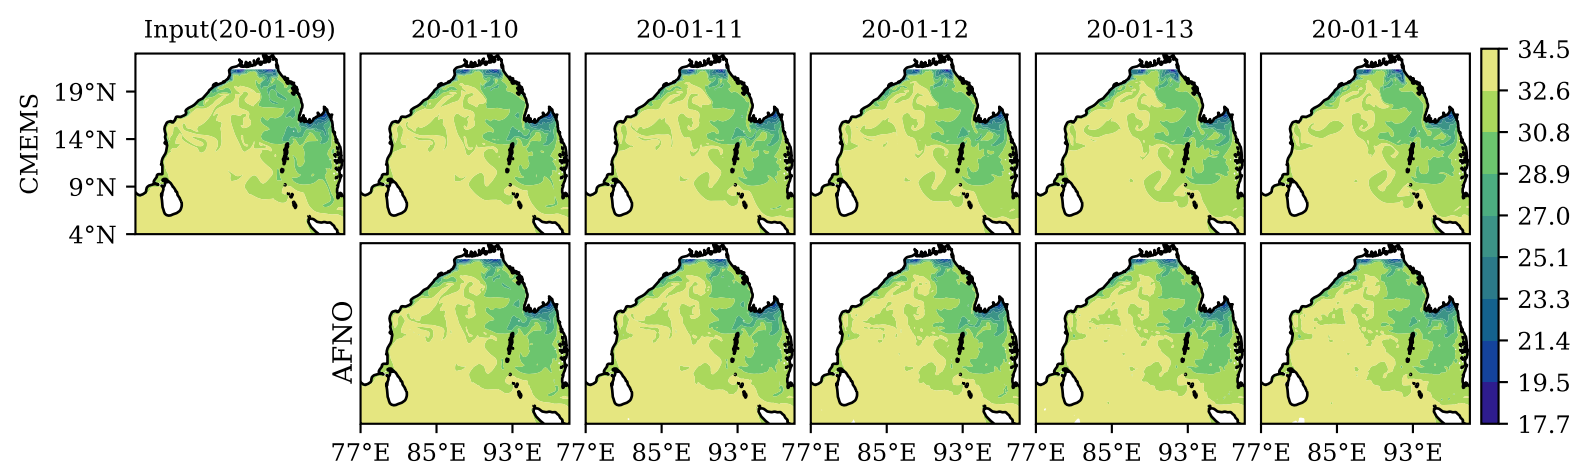 Input(20-01-09) 20-01-10 20-01-11 20-01-12 20-01-13 20-01-14
CMEMS
19°N
14°N
9°N
4°N
AFNO
77°E 85°E 93°E 77°E 85°E 93°E 77°E 85°E 93°E 77°E 85°E 93°E 77°E 85°E 93°E
34.5
32.6
30.8
28.9
27.0
25.1
23.3
21.4
19.5
17.7